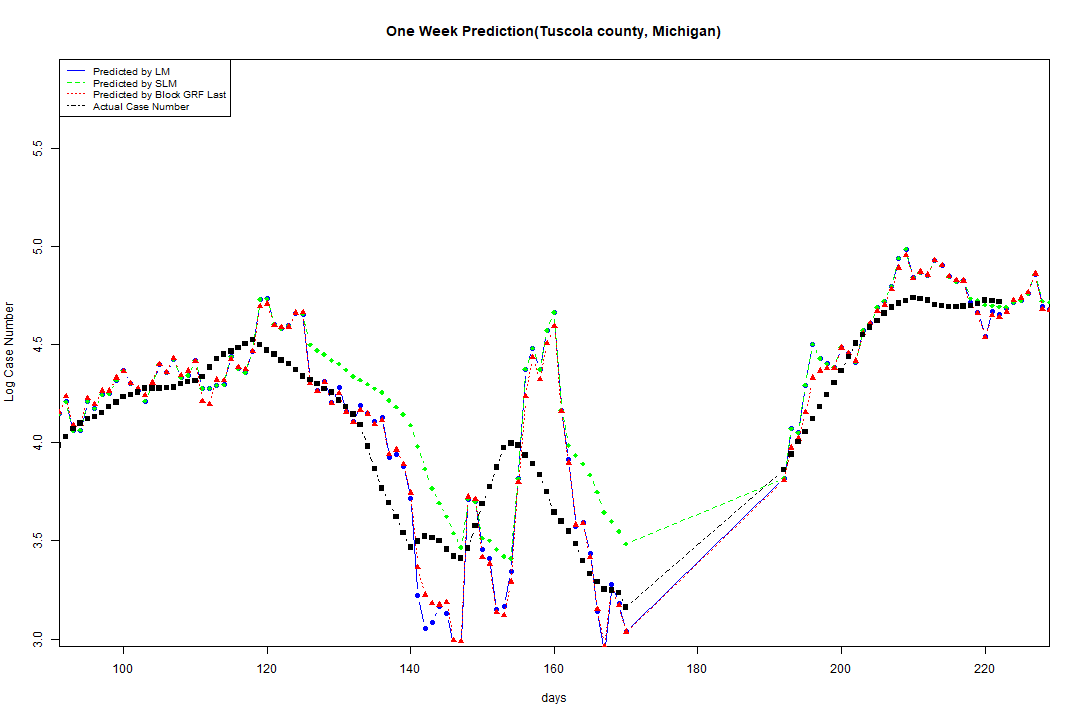 One Week Prediction(Tuscola county, Michigan)
Predicted by LM
Predicted by SLM
Predicted by Block GRF Last
Actual Case Number
5.5
5.0
4.5
4.0
3.5
3.0
Log Case Number
100 120 140 160 180 200 220
days